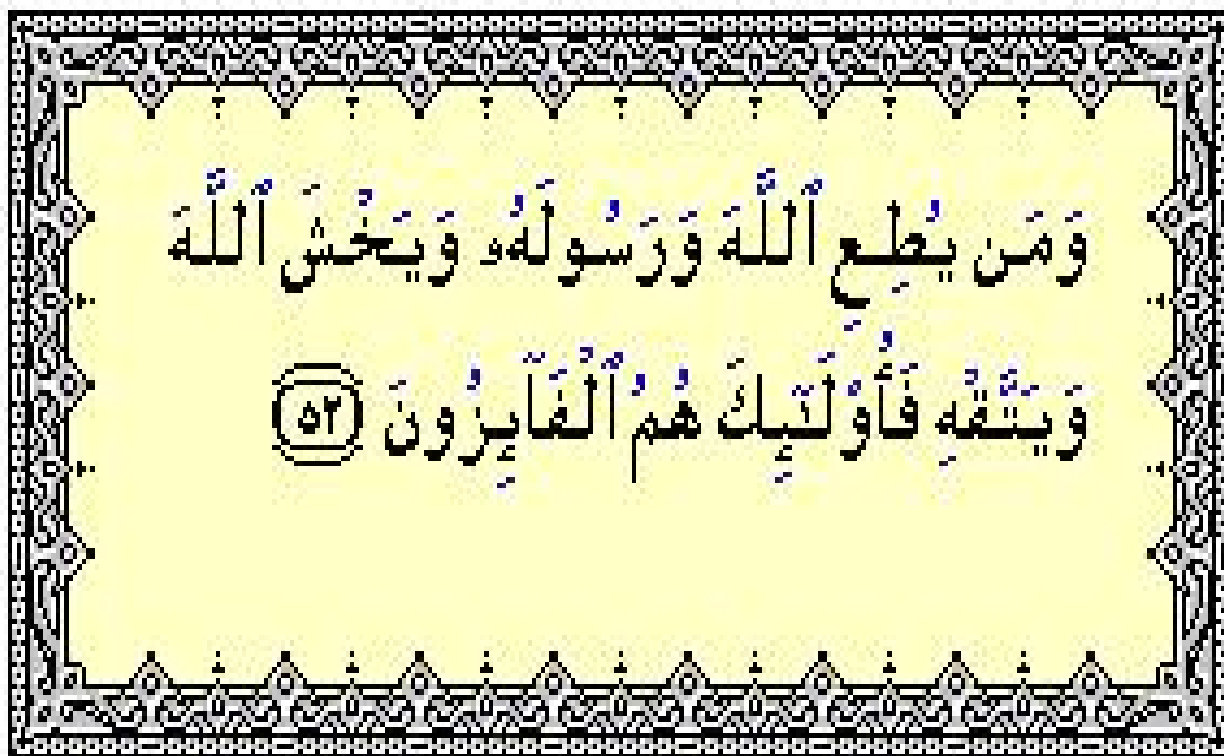 وَمَن يُطِعِ ٱللَّهَ وَرَسُولَهُۥ وَيَخْشَ ٱللَّهَ
وَيَتَّقْهِ فَأُو۟لَـٰٓئِكَ هُمُ ٱلْفَآئِزُونَ ٥٢